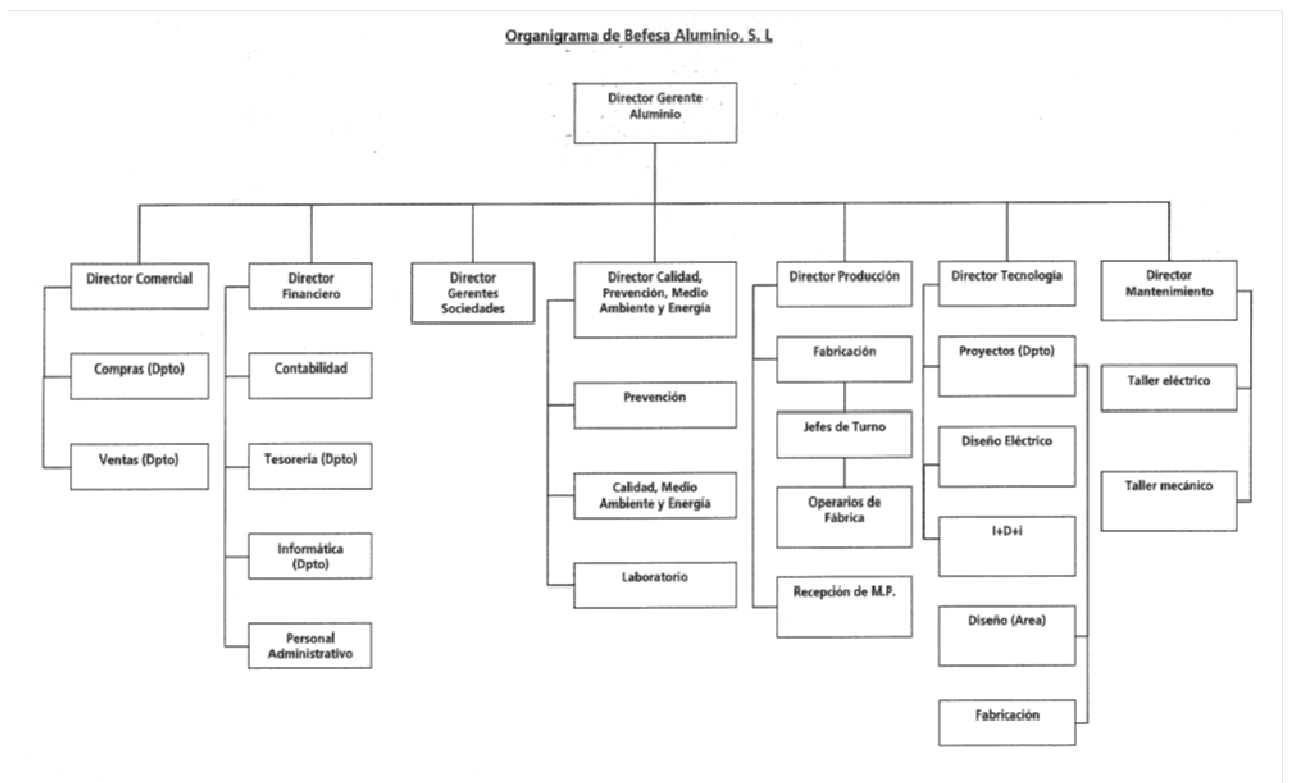 Organigrama de Befesa Aluminio, S. L
Director Gerente
Aluminio
Director Comercial
Compras (Dpto)
Ventas (Dpto)
Director
Financiero
Contabilidad
Tesorería (Dpto)
Informática
(Dpto)
Personal
Administrativo
Director
Gerentes
Sociedades
Director Calidad,
Prevención, Medio
Ambiente y Energía
Prevención
Calidad, Medio
Ambiente y Energía
Laboratorio
Director Producción
Fabricación
Jefes de Turno
Operarios de
Fábrica
Recepción de M.P.
Director Tecnología
Proyectos (Dpto)
Diseño Eléctrico
I+D+i
Diseño (Area)
Fabricación
Director
Mantenimiento
Taller eléctrico
Taller mecánico